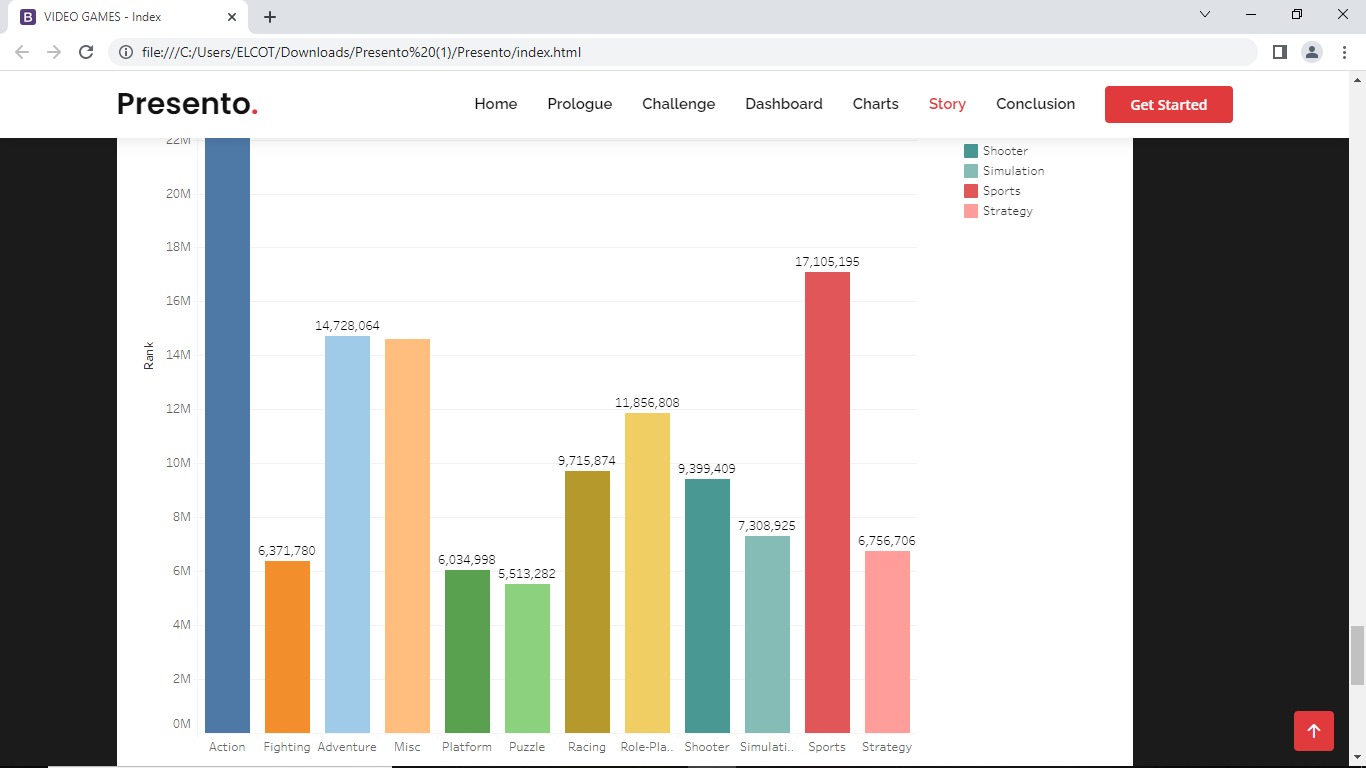 VIDEO GAMES - Index
file:///C:/Users/ELCOT/Downloads/Presento%20(1)/Presento/index.html
Presento.
Home Prologue Challenge Dashboard Charts Story Conclusion Get Started
22M
20M
18M
16M
14M
12M
10M
8M
6M
4M
2M
0M
Rank
6,371,780
14,728,064
6,034,998
5,513,282
9,715,874
11,856,808
9,399,409
7,308,925
17,105,195
6,756,706
Action Fighting Adventure Misc Platform Puzzle Racing Role-Pla.. Shooter Simulati.. Sports Strategy
Shooter
Simulation
Sports
Strategy